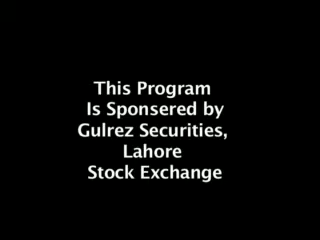 This Program
Is Sponsered by
Gulrez Securities,
Lahore
Stock Exchange